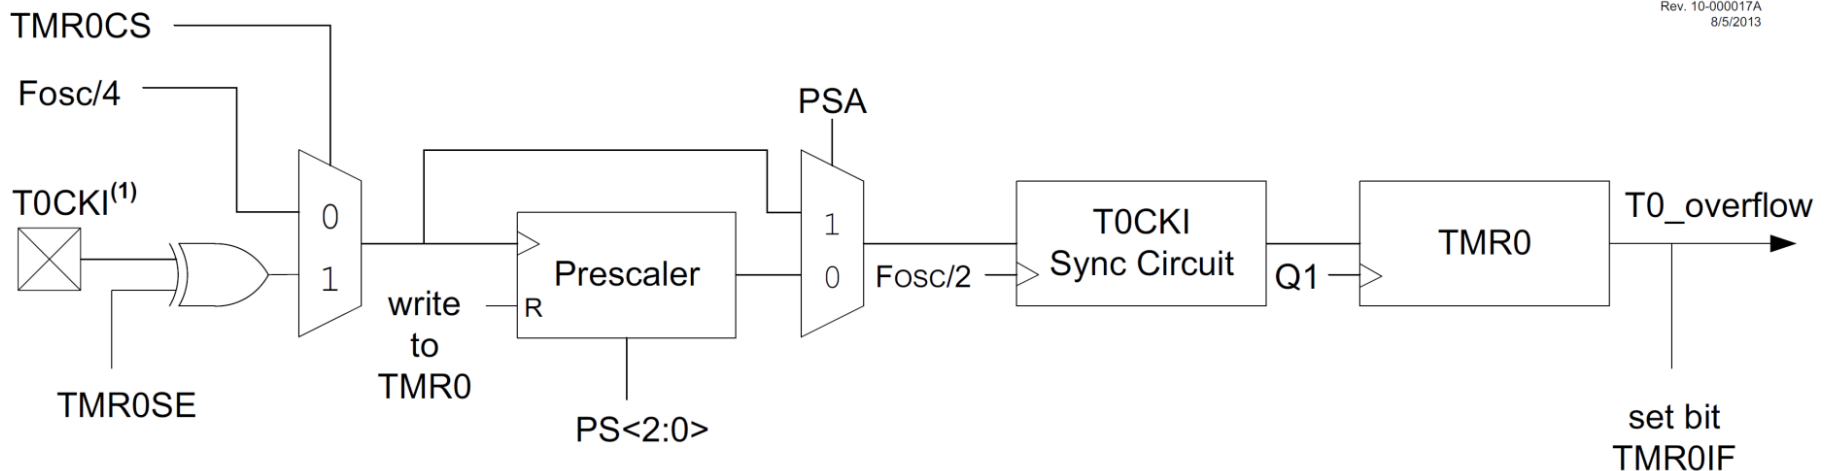 Rev. 10-000017A
8/5/2013
TMR0CS
Fosc/4
PSA
T0CKI(1)
0
1
write
to
TMR0
R
Prescaler
PS<2:0>
1
0
FOSC/2
T0CKI
Sync Circuit
Q1
TMR0
T0_overflow
TMR0SE
set bit
TMR0IF